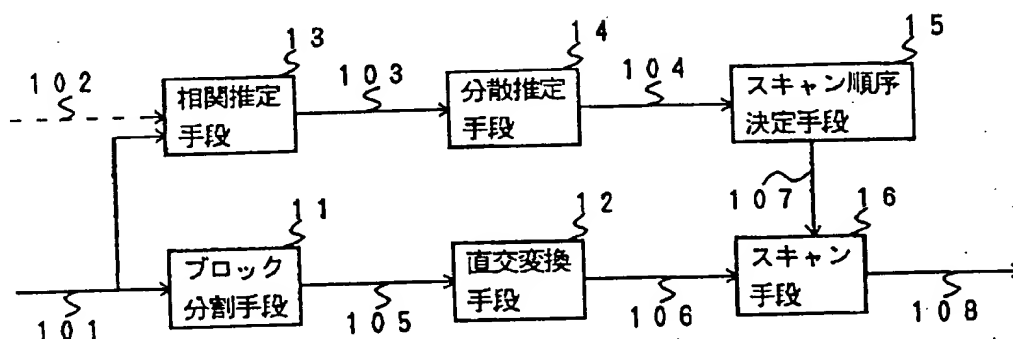 13
14
15
102
103
104
相関推定
手段
分散推定
手段
スキャン順序
決定手段
107
11
12
16
ブロック
分割手段
直交変換
手段
スキャン
手段
101
105
106
108